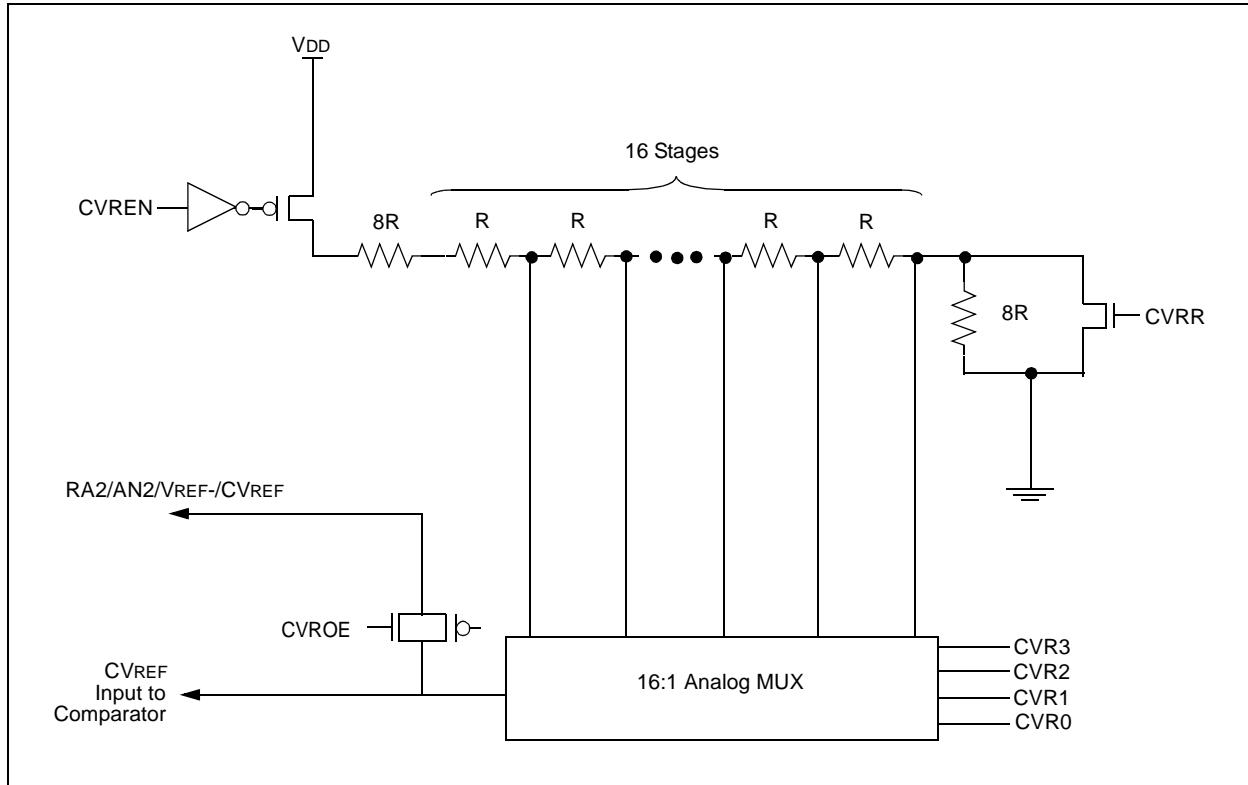 VDD
16 Stages
CVREN
8R
R
R
R
R
8R
CVRR
RA2/AN2/VREF-/CVREF
CVROE
CVREF
Input to
Comparator
16:1 Analog MUX
CVR3
CVR2
CVR1
CVR0